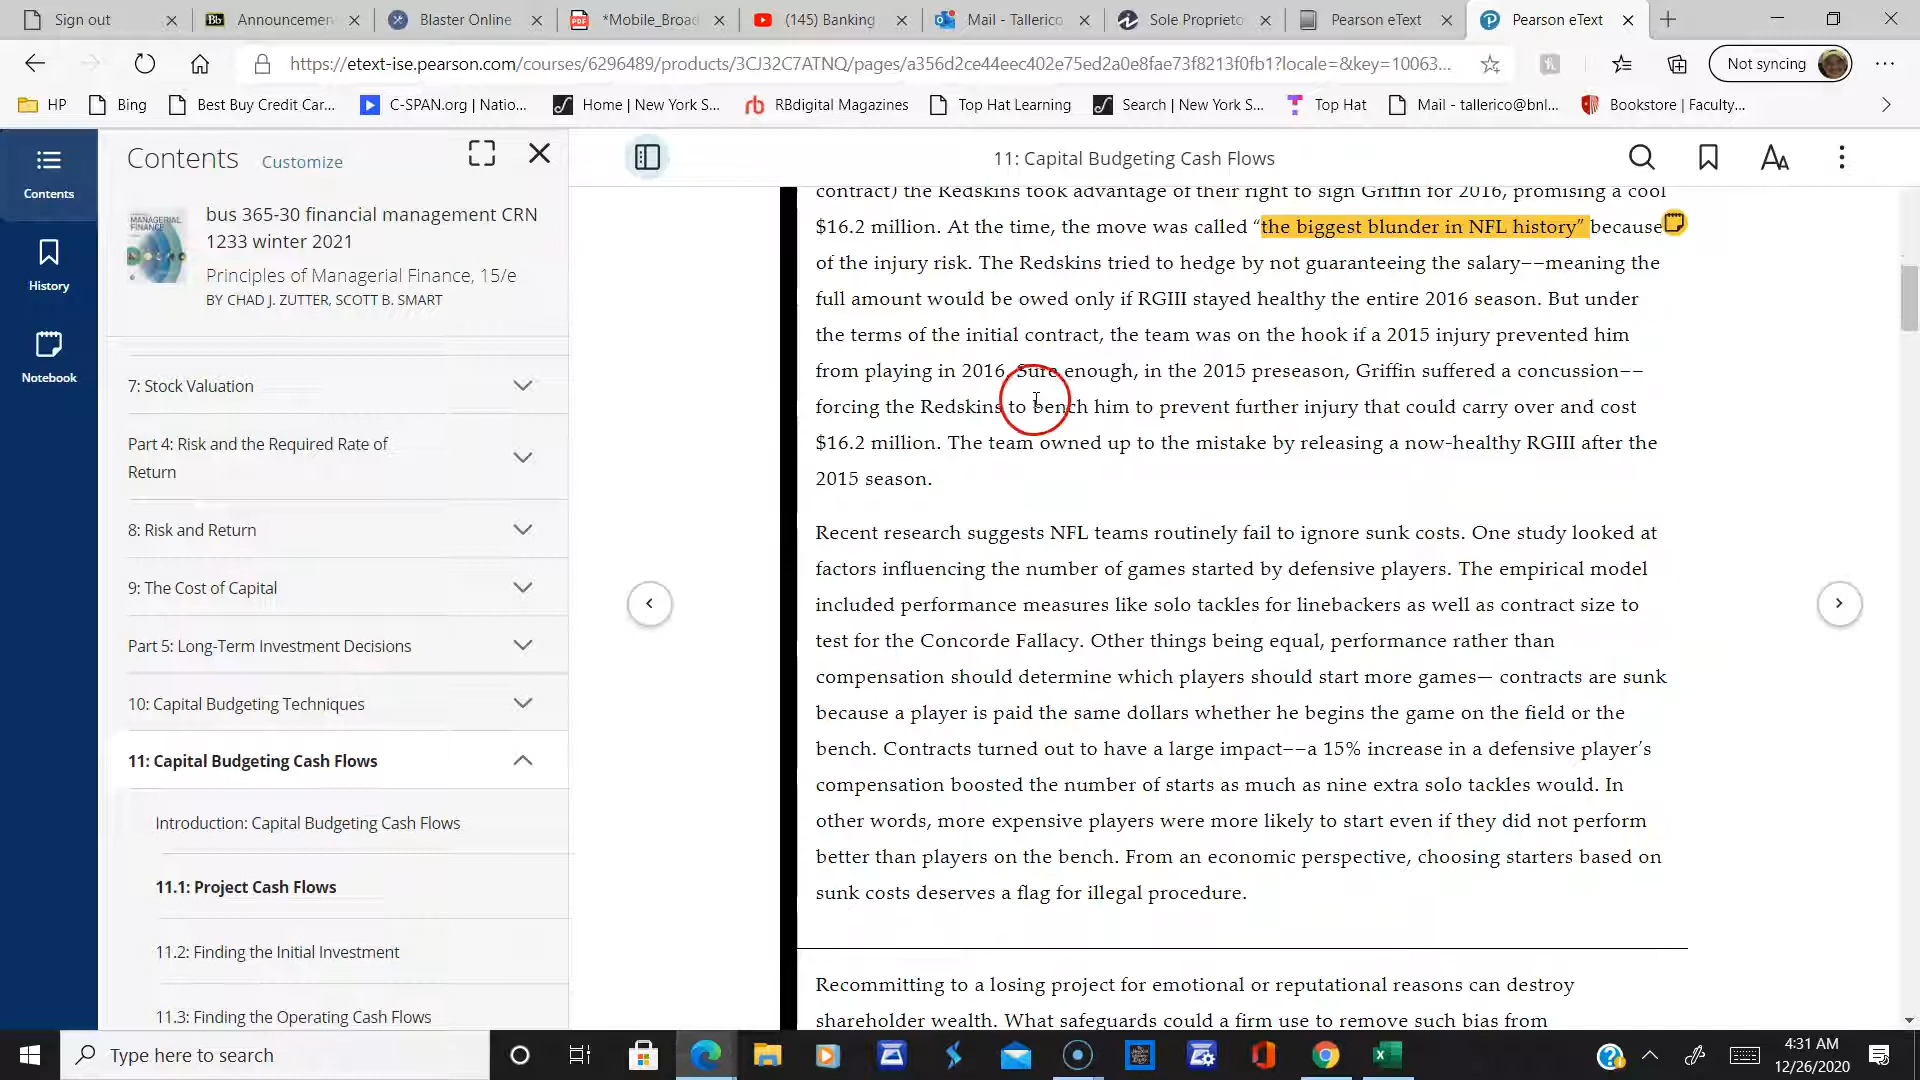 Sign out
Announcemen
Blaster Online
*Mobile_Broad
(145) Banking
Mail - Tallerico
Sole Proprieto
Pearson eText
Pearson eText
https://etext-ise.pearson.com/courses/6296489/products/3CJ32C7ATNQ/pages/a356d2ce44eec402e75ed2a0e8fae73f8213f0fb1?locale=&key=10063...
Not syncing
HP
Bing
Best Buy Credit Car...
C-SPAN.org | Natio...
Home | New York S...
RBdigital Magazines
Top Hat Learning
Search | New York S...
Top Hat
Mail - tallerico@bnl...
Bookstore | Faculty,...
Contents
History
Notebook
Contents
Customize
MANAGERIAL
FINANCE
bus 365-30 financial management CRN
1233 winter 2021
Principles of Managerial Finance, 15/e
BY CHAD J. ZUTTER, SCOTT B. SMART
7: Stock Valuation
Part 4: Risk and the Required Rate of
Return
8: Risk and Return
9: The Cost of Capital
Part 5: Long-Term Investment Decisions
10: Capital Budgeting Techniques
11: Capital Budgeting Cash Flows
Introduction: Capital Budgeting Cash Flows
11.1: Project Cash Flows
11.2: Finding the Initial Investment
11.3: Finding the Operating Cash Flows
11: Capital Budgeting Cash Flows
contract) the Redskins took advantage of their right to sign Griffin for 2016, promising a cool
$16.2 million. At the time, the move was called “the biggest blunder in NFL history” because
of the injury risk. The Redskins tried to hedge by not guaranteeing the salary––meaning the
full amount would be owed only if RGIII stayed healthy the entire 2016 season. But under
the terms of the initial contract, the team was on the hook if a 2015 injury prevented him
from playing in 2016. Sure enough, in the 2015 preseason, Griffin suffered a concussion––
forcing the Redskins to bench him to prevent further injury that could carry over and cost
$16.2 million. The team owned up to the mistake by releasing a now-healthy RGIII after the
2015 season.
Recent research suggests NFL teams routinely fail to ignore sunk costs. One study looked at
factors influencing the number of games started by defensive players. The empirical model
included performance measures like solo tackles for linebackers as well as contract size to
test for the Concorde Fallacy. Other things being equal, performance rather than
compensation should determine which players should start more games— contracts are sunk
because a player is paid the same dollars whether he begins the game on the field or the
bench. Contracts turned out to have a large impact––a 15% increase in a defensive player’s
compensation boosted the number of starts as much as nine extra solo tackles would. In
other words, more expensive players were more likely to start even if they did not perform
better than players on the bench. From an economic perspective, choosing starters based on
sunk costs deserves a flag for illegal procedure.
Recommitting to a losing project for emotional or reputational reasons can destroy
shareholder wealth. What safeguards could a firm use to remove such bias from
Type here to search
4:31 AM
12/26/2020